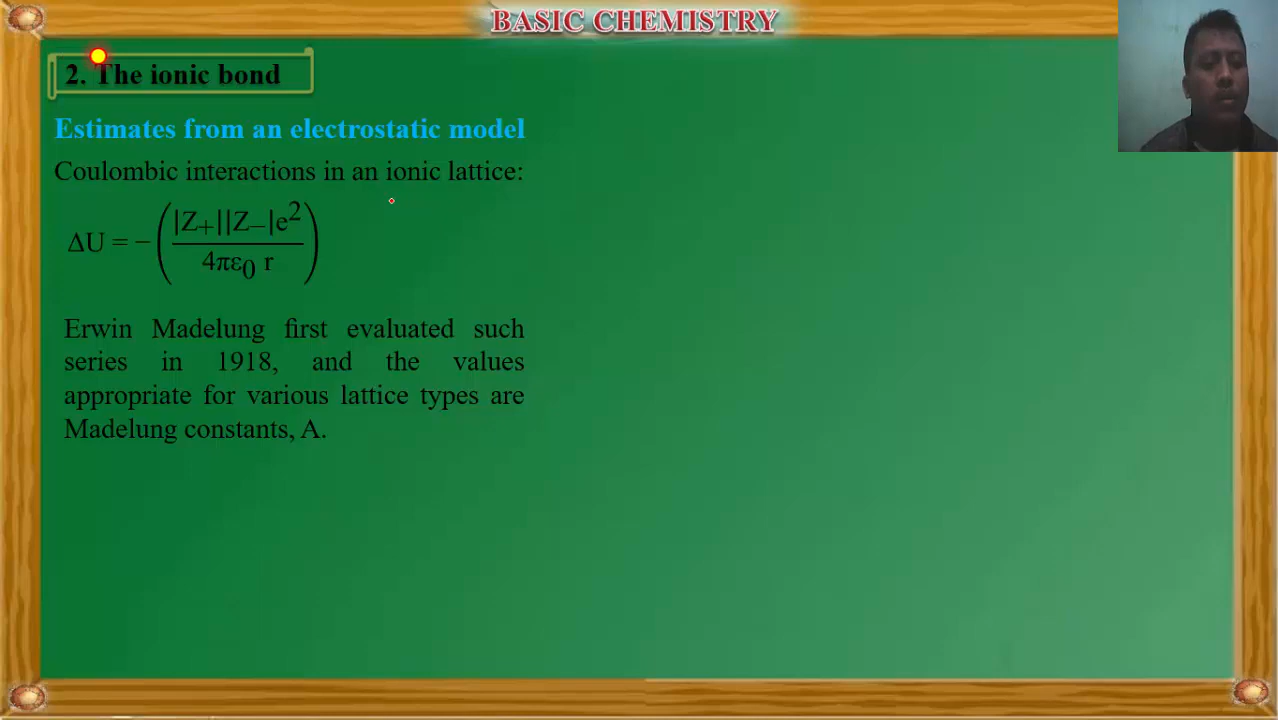 BASIC CHEMISTRY
2. The ionic bond
Estimates from an electrostatic model
Coulombic interactions in an ionic lattice:
ΔU = −(|Z₊||Z₋|e² / 4πε₀ r)
Erwin Madelung first evaluated such
series in 1918, and the values
appropriate for various lattice types are
Madelung constants, A.